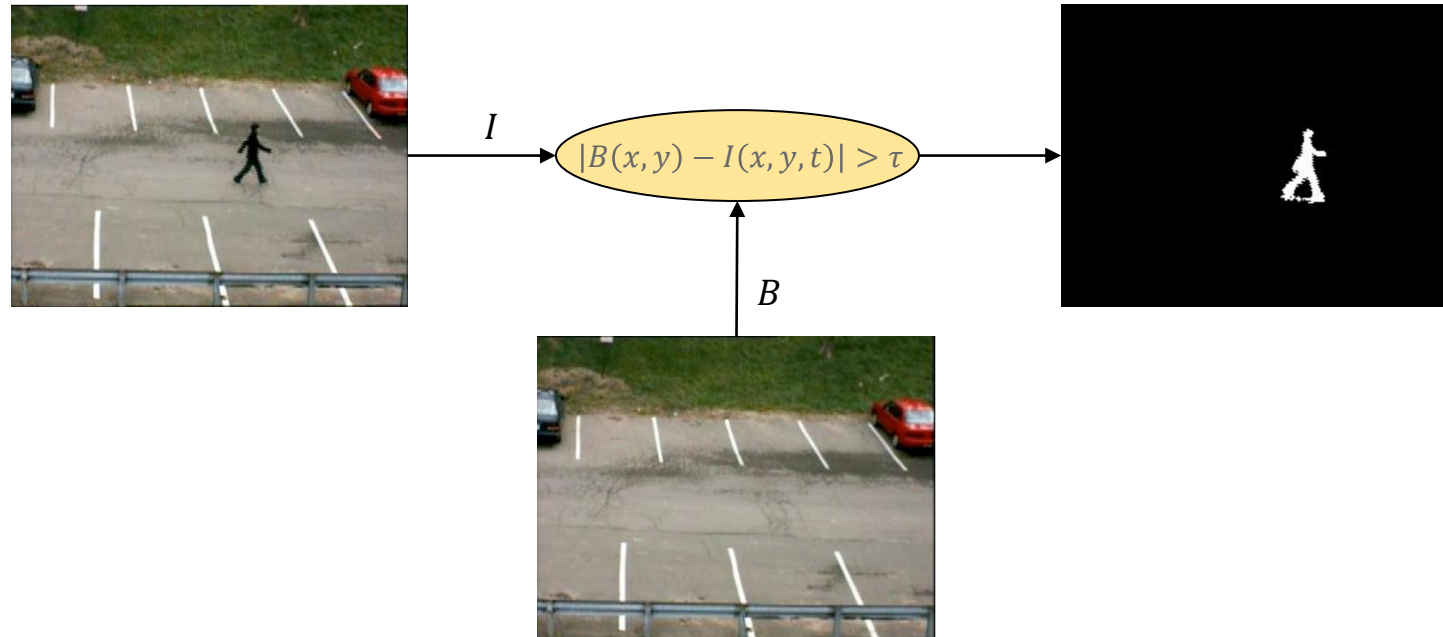 I
|B(x, y) − I(x, y, t)| > τ
B